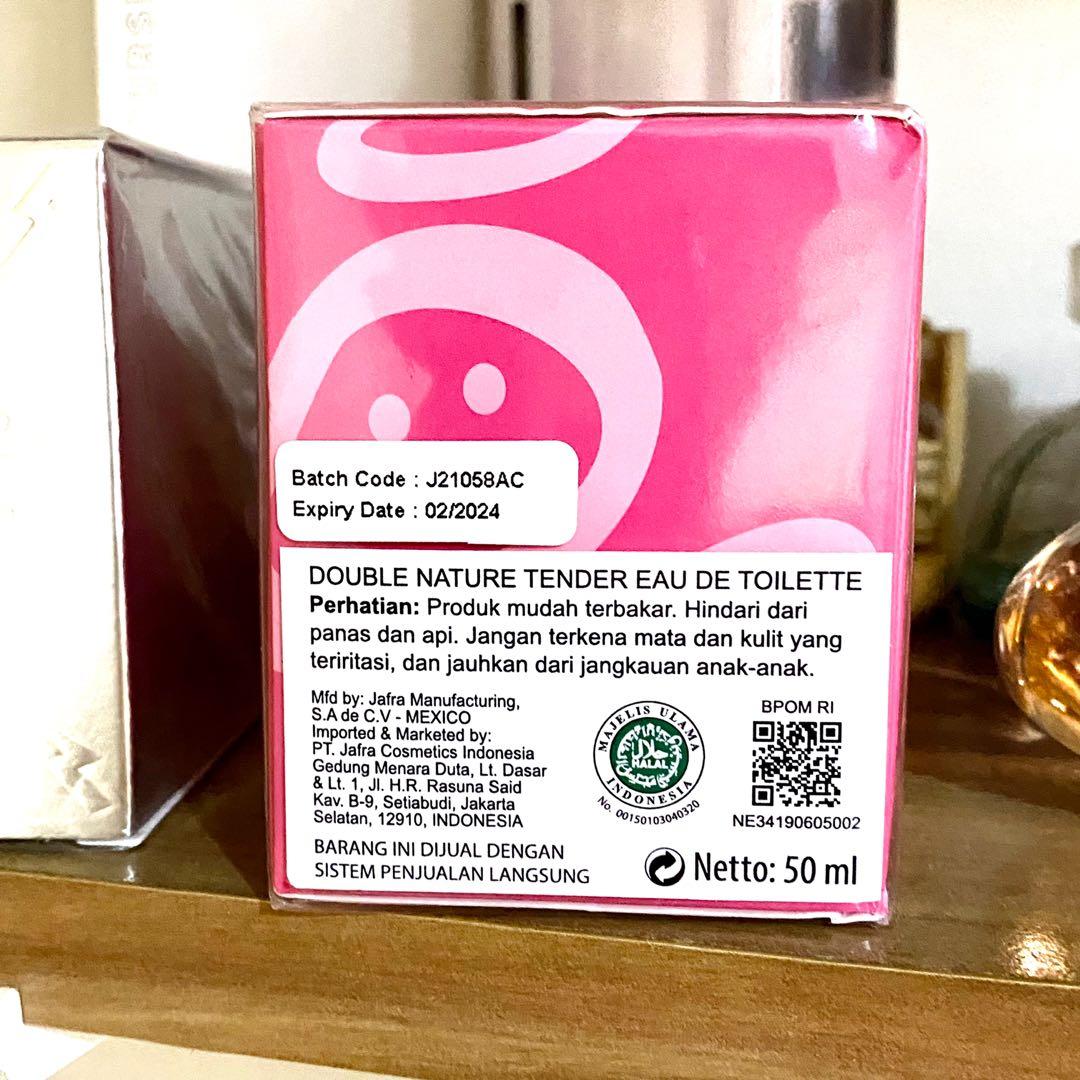 Batch Code : J21058AC
Expiry Date : 02/2024
DOUBLE NATURE TENDER EAU DE TOILETTE
Perhatian: Produk mudah terbakar. Hindari dari
panas dan api. Jangan terkena mata dan kulit yang
teriritasi, dan jauhkan dari jangkauan anak-anak.
Mfd by: Jafra Manufacturing,
S.A de C.V - MEXICO
Imported & Marketed by:
PT. Jafra Cosmetics Indonesia
Gedung Menara Duta, Lt. Dasar
& Lt. 1, Jl. H.R. Rasuna Said
Kav. B-9, Setiabudi, Jakarta
Selatan, 12910, INDONESIA
MAJELIS ULAMA
حلال
HALAL
INDONESIA
No. 00150103040320
BPOM RI
NE34190605002
BARANG INI DIJUAL DENGAN
SISTEM PENJUALAN LANGSUNG
Netto: 50 ml